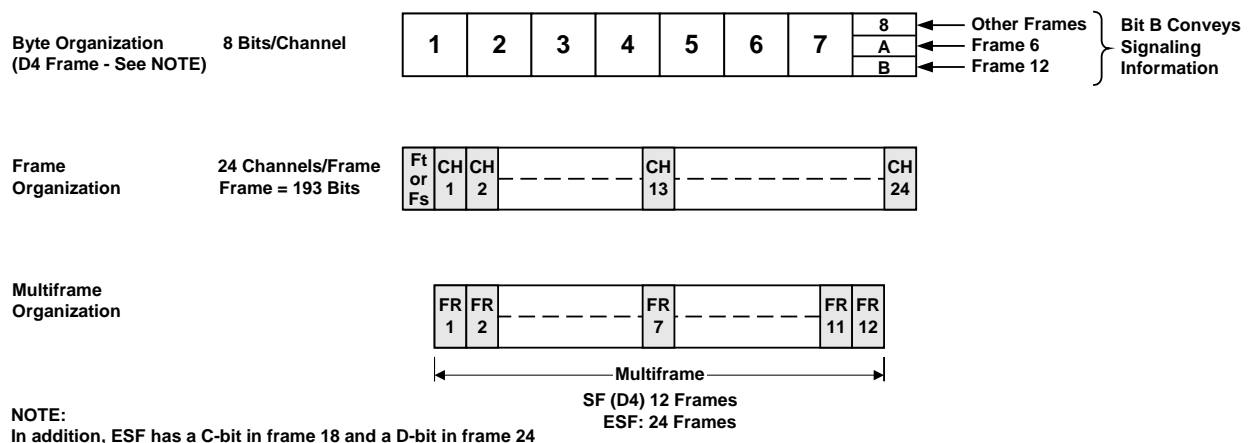 Byte Organization
(D4 Frame - See NOTE)
8 Bits/Channel
1 2 3 4 5 6 7
8
A
B
Other Frames
Frame 6
Frame 12
Bit B Conveys
Signaling
Information
Frame
Organization
24 Channels/Frame
Frame = 193 Bits
Ft
or
Fs
CH
1
CH
2
CH
13
CH
24
Multiframe
Organization
FR
1
FR
2
FR
7
FR
11
FR
12
Multiframe
SF (D4) 12 Frames
ESF: 24 Frames
NOTE:
In addition, ESF has a C-bit in frame 18 and a D-bit in frame 24